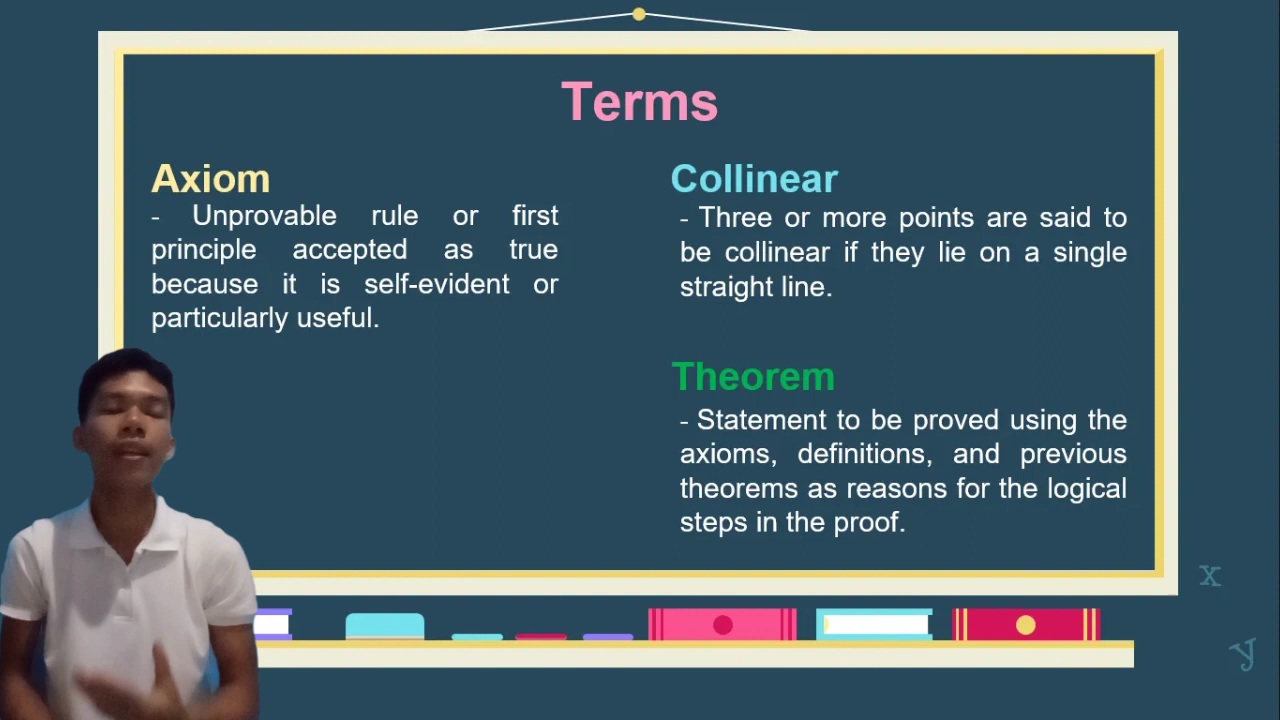 Terms
Axiom
- Unprovable rule or first
principle accepted as true
because it is self-evident or
particularly useful.
Collinear
- Three or more points are said to
be collinear if they lie on a single
straight line.
Theorem
- Statement to be proved using the
axioms, definitions, and previous
theorems as reasons for the logical
steps in the proof.
x
y